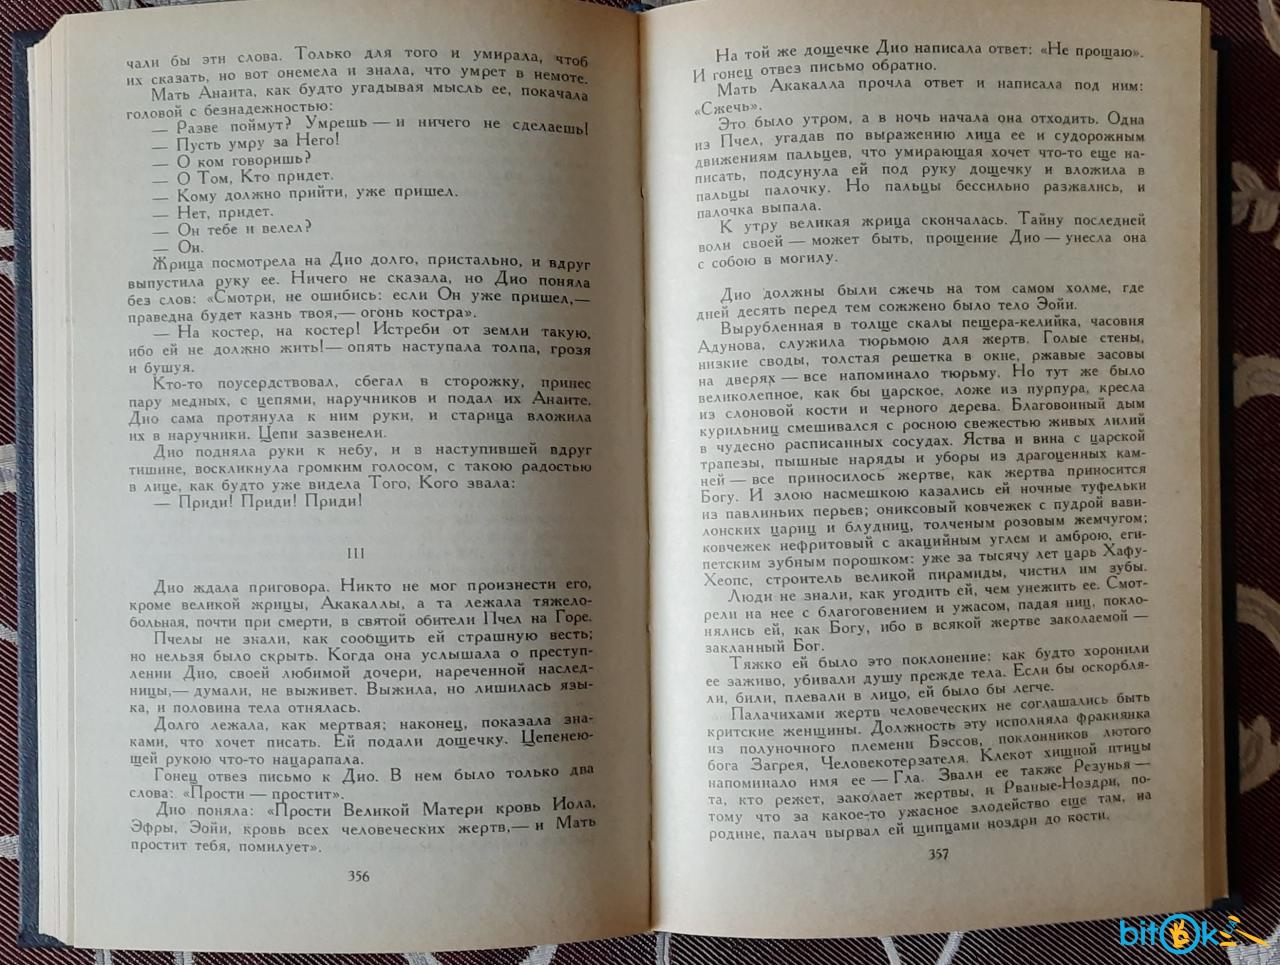 чали бы эти слова. Только для того и умирала, чтоб
их сказать, но вот онемела и знала, что умрет в немоте.
Мать Анаита, как будто угадывая мысль ее, покачала
головой с безнадежностью:
— Разве поймут? Умрешь — и ничего не сделаешь!
— Пусть умру за Него!
— О ком говоришь?
— О Том, Кто придет.
— Кому должно прийти, уже пришел.
— Нет, придет.
— Он тебе и велел?
— Он.
Жрица посмотрела на Дио долго, пристально, и вдруг
выпустила руку ее. Ничего не сказала, но Дио поняла
без слов: «Смотри, не ошибись: если Он уже пришел,—
праведна будет казнь твоя,— огонь костра».
— На костер, на костер! Истреби от земли такую,
ибо ей не должно жить!— опять наступала толпа, грозя
и бушуя.
Кто-то поусердствовал, сбегал в сторожку, принес
пару медных, с цепями, наручников и подал их Анаите.
Дио сама протянула к ним руки, и старица вложила
их в наручники. Цепи зазвенели.
Дио подняла руки к небу, и в наступившей вдруг
тишине, воскликнула громким голосом, с такою радостью
в лице, как будто уже видела Того, Кого звала:
— Приди! Приди! Приди!
III
Дио ждала приговора. Никто не мог произнести его,
кроме великой жрицы, Акакаллы, а та лежала тяжело-
больная, почти при смерти, в святой обители Пчел на Горе.
Пчелы не знали, как сообщить ей страшную весть;
но нельзя было скрыть. Когда она услышала о преступ-
лении Дио, своей любимой дочери, нареченной наслед-
ницы,— думали, не выживет. Выжила, но лишилась язы-
ка, и половина тела отнялась.
Долго лежала, как мертвая; наконец, показала зна-
ками, что хочет писать. Ей подали дощечку. Цепенею-
щей рукою что-то нацарапала.
Гонец отвез письмо к Дио. В нем было только два
слова: «Прости — простит».
Дио поняла: «Прости Великой Матери кровь Иола,
Эфры, Эойи, кровь всех человеческих жертв,— и Мать
простит тебя, помилует».
356
На той же дощечке Дио написала ответ: «Не прощаю».
И гонец отвез письмо обратно.
Мать Акакалла прочла ответ и написала под ним:
«Сжечь».
Это было утром, а в ночь начала она отходить. Одна
из Пчел, угадав по выражению лица ее и судорожным
движениям пальцев, что умирающая хочет что-то еще на-
писать, подсунула ей под руку дощечку и вложила в
пальцы палочку. Но пальцы бессильно разжались, и
палочка выпала.
К утру великая жрица скончалась. Тайну последней
воли своей — может быть, прощение Дио — унесла она
с собою в могилу.
Дио должны были сжечь на том самом холме, где
дней десять перед тем сожжено было тело Эойи.
Вырубленная в толще скалы пещера-келийка, часовня
Адунова, служила тюрьмою для жертв. Голые стены,
низкие своды, толстая решетка в окне, ржавые засовы
на дверях — все напоминало тюрьму. Но тут же было
великолепное, как бы царское, ложе из пурпура, кресла
из слоновой кости и черного дерева. Благовонный дым
курильниц смешивался с росною свежестью живых лилий
в чудесно расписанных сосудах. Яства и вина с царской
трапезы, пышные наряды и уборы из драгоценных кам-
ней — все приносилось жертве, как жертва приносится
Богу. И злою насмешкою казались ей ночные туфельки
из павлиньих перьев; ониксовый ковчежек с пудрой вави-
лонских цариц и блудниц, толченым розовым жемчугом;
ковчежек нефритовый с акацийным углем и амброю, еги-
петским зубным порошком: уже за тысячу лет царь Хафу-
Хеопс, строитель великой пирамиды, чистил им зубы.
Люди не знали, как угодить ей, чем унежить ее. Смот-
рели на нее с благоговением и ужасом, падая ниц, покло-
нялись ей, как Богу, ибо в всякой жертве заколаемой —
закланный Бог.
Тяжко ей было это поклонение: как будто хоронили
ее заживо, убивали душу прежде тела. Если бы оскорбля-
ли, били, плевали в лицо, ей было бы легче.
Палачихами жертв человеческих не соглашались быть
критские женщины. Должность эту исполняла фракиянка
из полуночного племени Бэссов, поклонников лютого
бога Загрея, Человекотерзателя. Клекот хищной птицы
напоминало имя ее — Гла. Звали ее также Резунья —
та, кто режет, заколает жертвы, и Рваные-Ноздри, по-
тому что за какое-то ужасное злодейство еще там, на
родине, палач вырвал ей щипцами ноздри до кости.
357
bitok